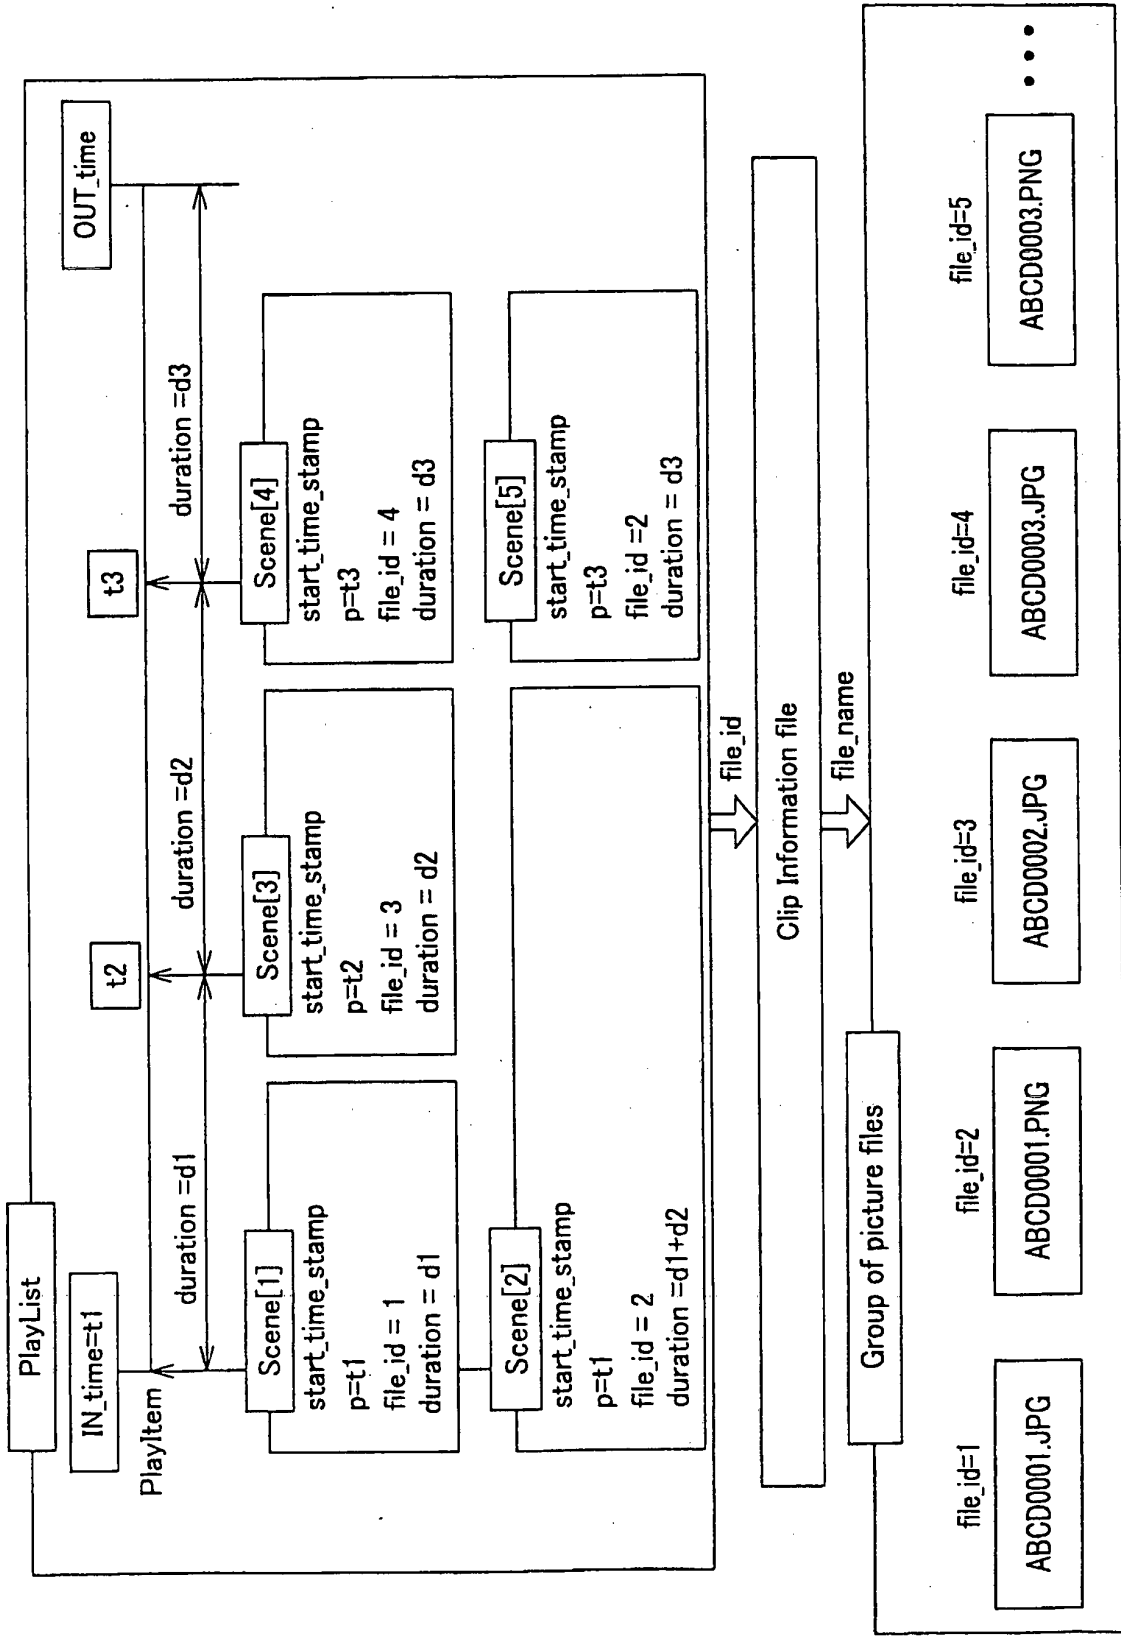 PlayList
IN_time=t1
t2
t3
OUT_time
PlayItem
duration =d1
duration =d2
duration =d3
Scene[1]
start_time_stamp
p=t1
file_id = 1
duration = d1
Scene[3]
start_time_stamp
p=t2
file_id = 3
duration = d2
Scene[4]
start_time_stamp
p=t3
file_id = 4
duration = d3
Scene[2]
start_time_stamp
p=t1
file_id = 2
duration =d1+d2
Scene[5]
start_time_stamp
p=t3
file_id =2
duration = d3
file_id
Clip Information file
file_name
Group of picture files
file_id=1
ABCD0001.JPG
file_id=2
ABCD0001.PNG
file_id=3
ABCD0002.JPG
file_id=4
ABCD0003.JPG
file_id=5
ABCD0003.PNG
• • •